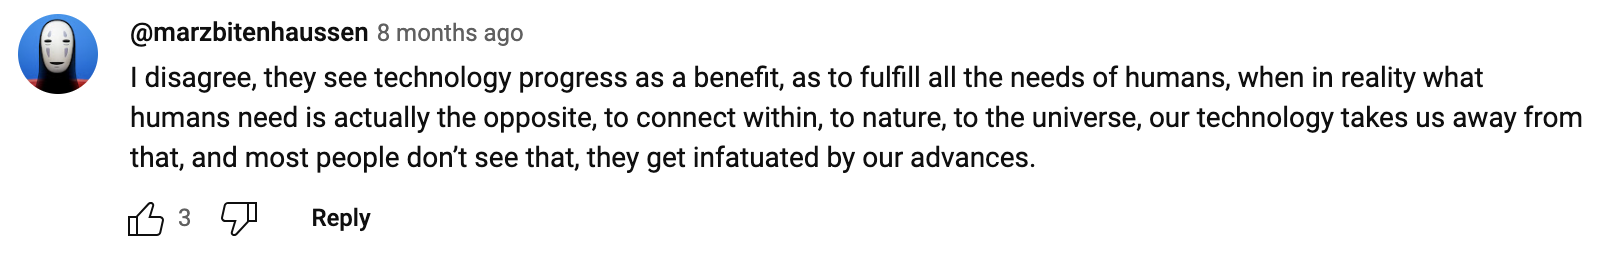 @marzbitenhaussen 8 months ago
I disagree, they see technology progress as a benefit, as to fulfill all the needs of humans, when in reality what
humans need is actually the opposite, to connect within, to nature, to the universe, our technology takes us away from
that, and most people don’t see that, they get infatuated by our advances.
3 Reply